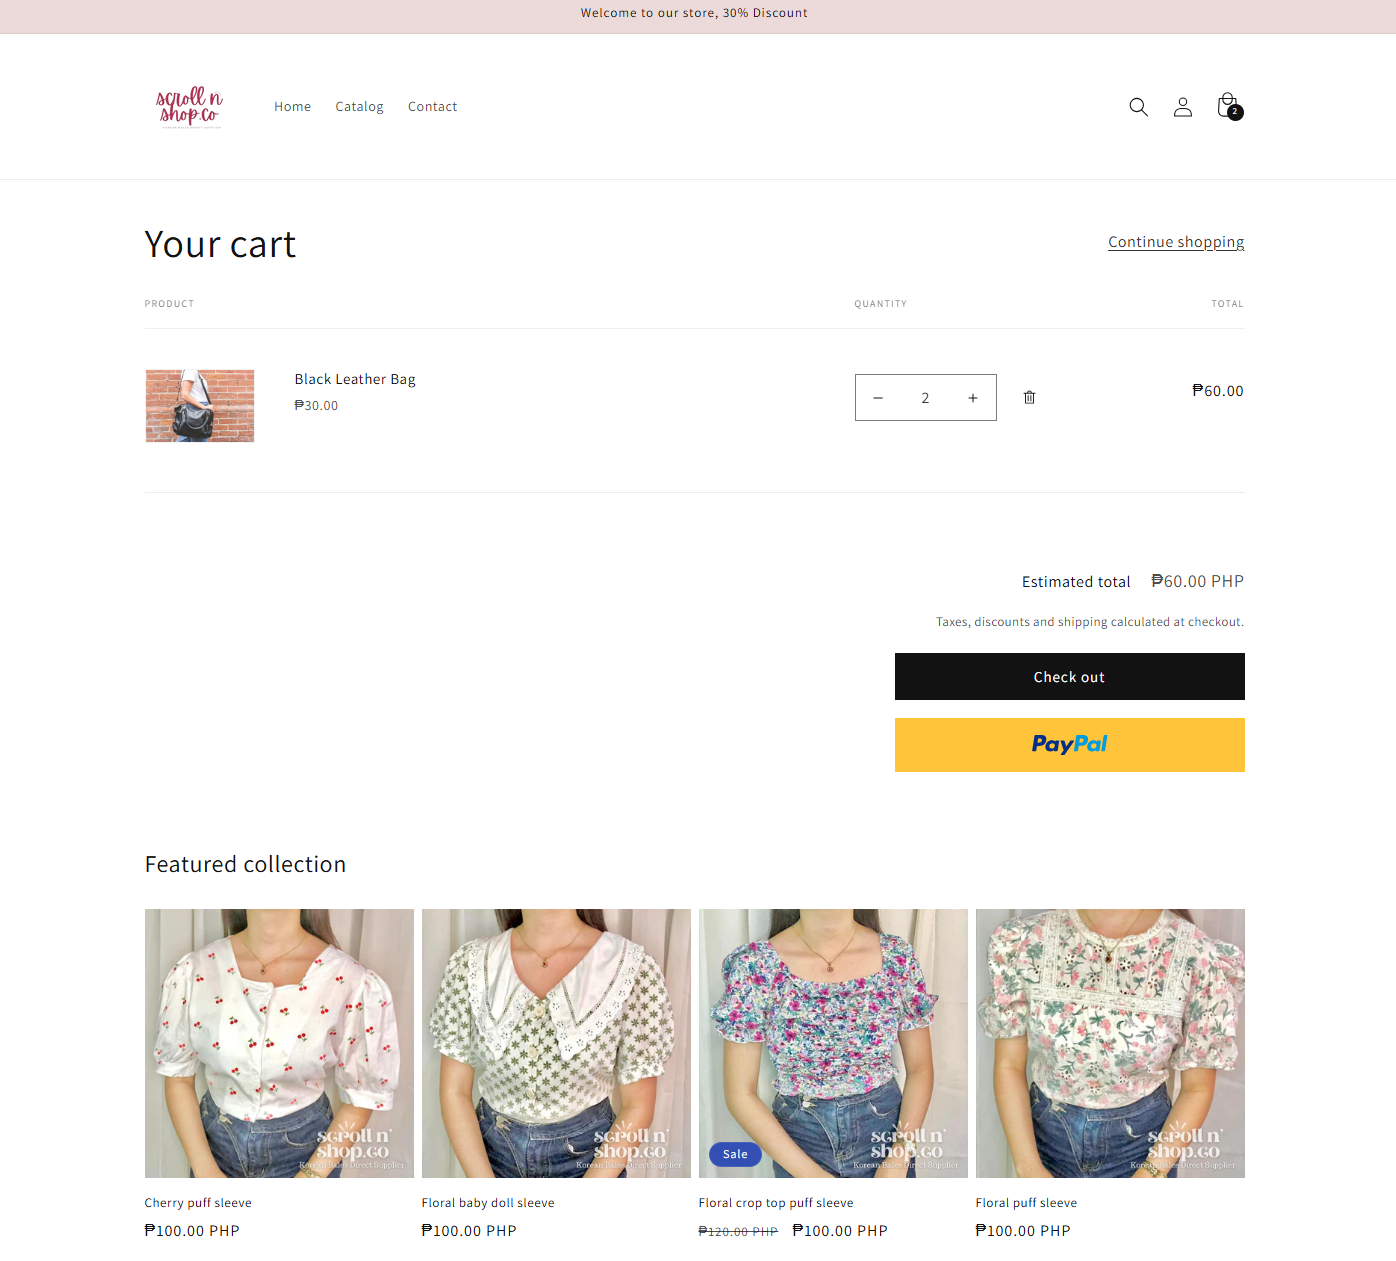 Welcome to our store, 30% Discount
scroll n'
shop.co
Home Catalog Contact
2
Your cart
Continue shopping
PRODUCT QUANTITY TOTAL
Black Leather Bag
₱30.00
− 2 +
₱60.00
Estimated total ₱60.00 PHP
Taxes, discounts and shipping calculated at checkout.
Check out
PayPal
Featured collection
scroll n'
shop.co
Korean Bales Direct Supplier
Cherry puff sleeve
₱100.00 PHP
scroll n'
shop.co
Korean Bales Direct Supplier
Floral baby doll sleeve
₱100.00 PHP
Sale
scroll n'
shop.co
Korean Bales Direct Supplier
Floral crop top puff sleeve
₱120.00 PHP ₱100.00 PHP
scroll n'
shop.co
Korean Bales Direct Supplier
Floral puff sleeve
₱100.00 PHP